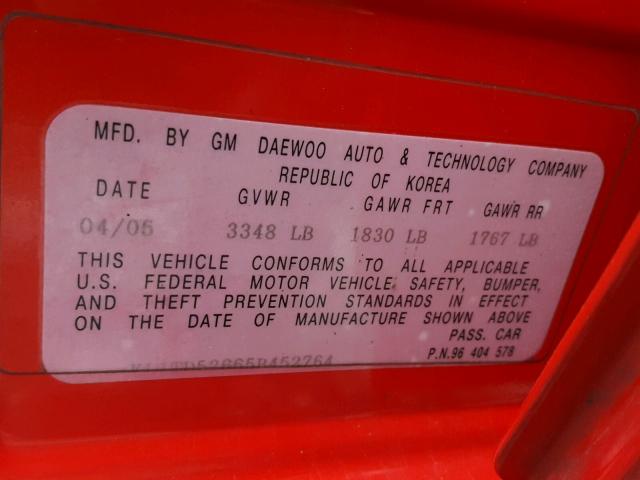 MFD. BY GM DAEWOO AUTO & TECHNOLOGY COMPANY
REPUBLIC OF KOREA
DATE GVWR GAWR FRT GAWR RR
04/05 3348 LB 1830 LB 1767 LB
THIS VEHICLE CONFORMS TO ALL APPLICABLE
U.S. FEDERAL MOTOR VEHICLE SAFETY, BUMPER,
AND THEFT PREVENTION STANDARDS IN EFFECT
ON THE DATE OF MANUFACTURE SHOWN ABOVE
PASS. CAR
P.N.96 404 578